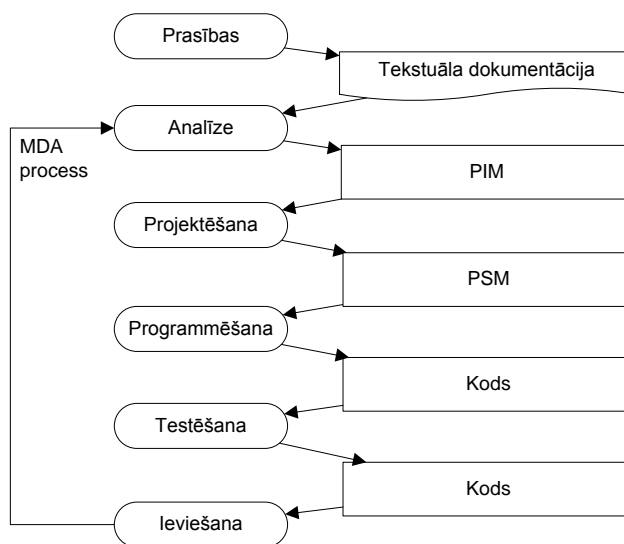 Prasības
Tekstuāla dokumentācija
Analīze
MDA
process
PIM
Projektēšana
PSM
Programmēšana
Kods
Testēšana
Kods
Ieviešana